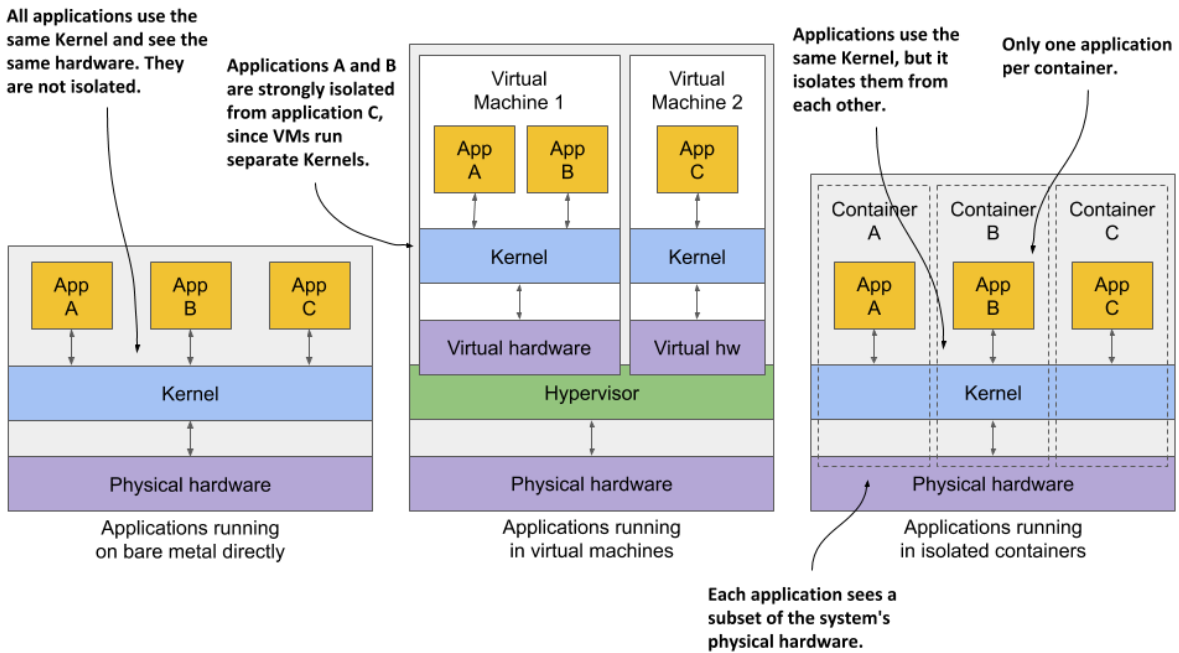 All applications use the
same Kernel and see the
same hardware. They
are not isolated.
App
A
App
B
App
C
Kernel
Physical hardware
Applications running
on bare metal directly
Applications A and B
are strongly isolated
from application C,
since VMs run
separate Kernels.
Virtual
Machine 1
App
A
App
B
Kernel
Virtual hardware
Virtual
Machine 2
App
C
Kernel
Virtual hw
Hypervisor
Physical hardware
Applications running
in virtual machines
Applications use the
same Kernel, but it
isolates them from
each other.
Only one application
per container.
Container
A
App
A
Container
B
App
B
Container
C
App
C
Kernel
Physical hardware
Applications running
in isolated containers
Each application sees a
subset of the system's
physical hardware.